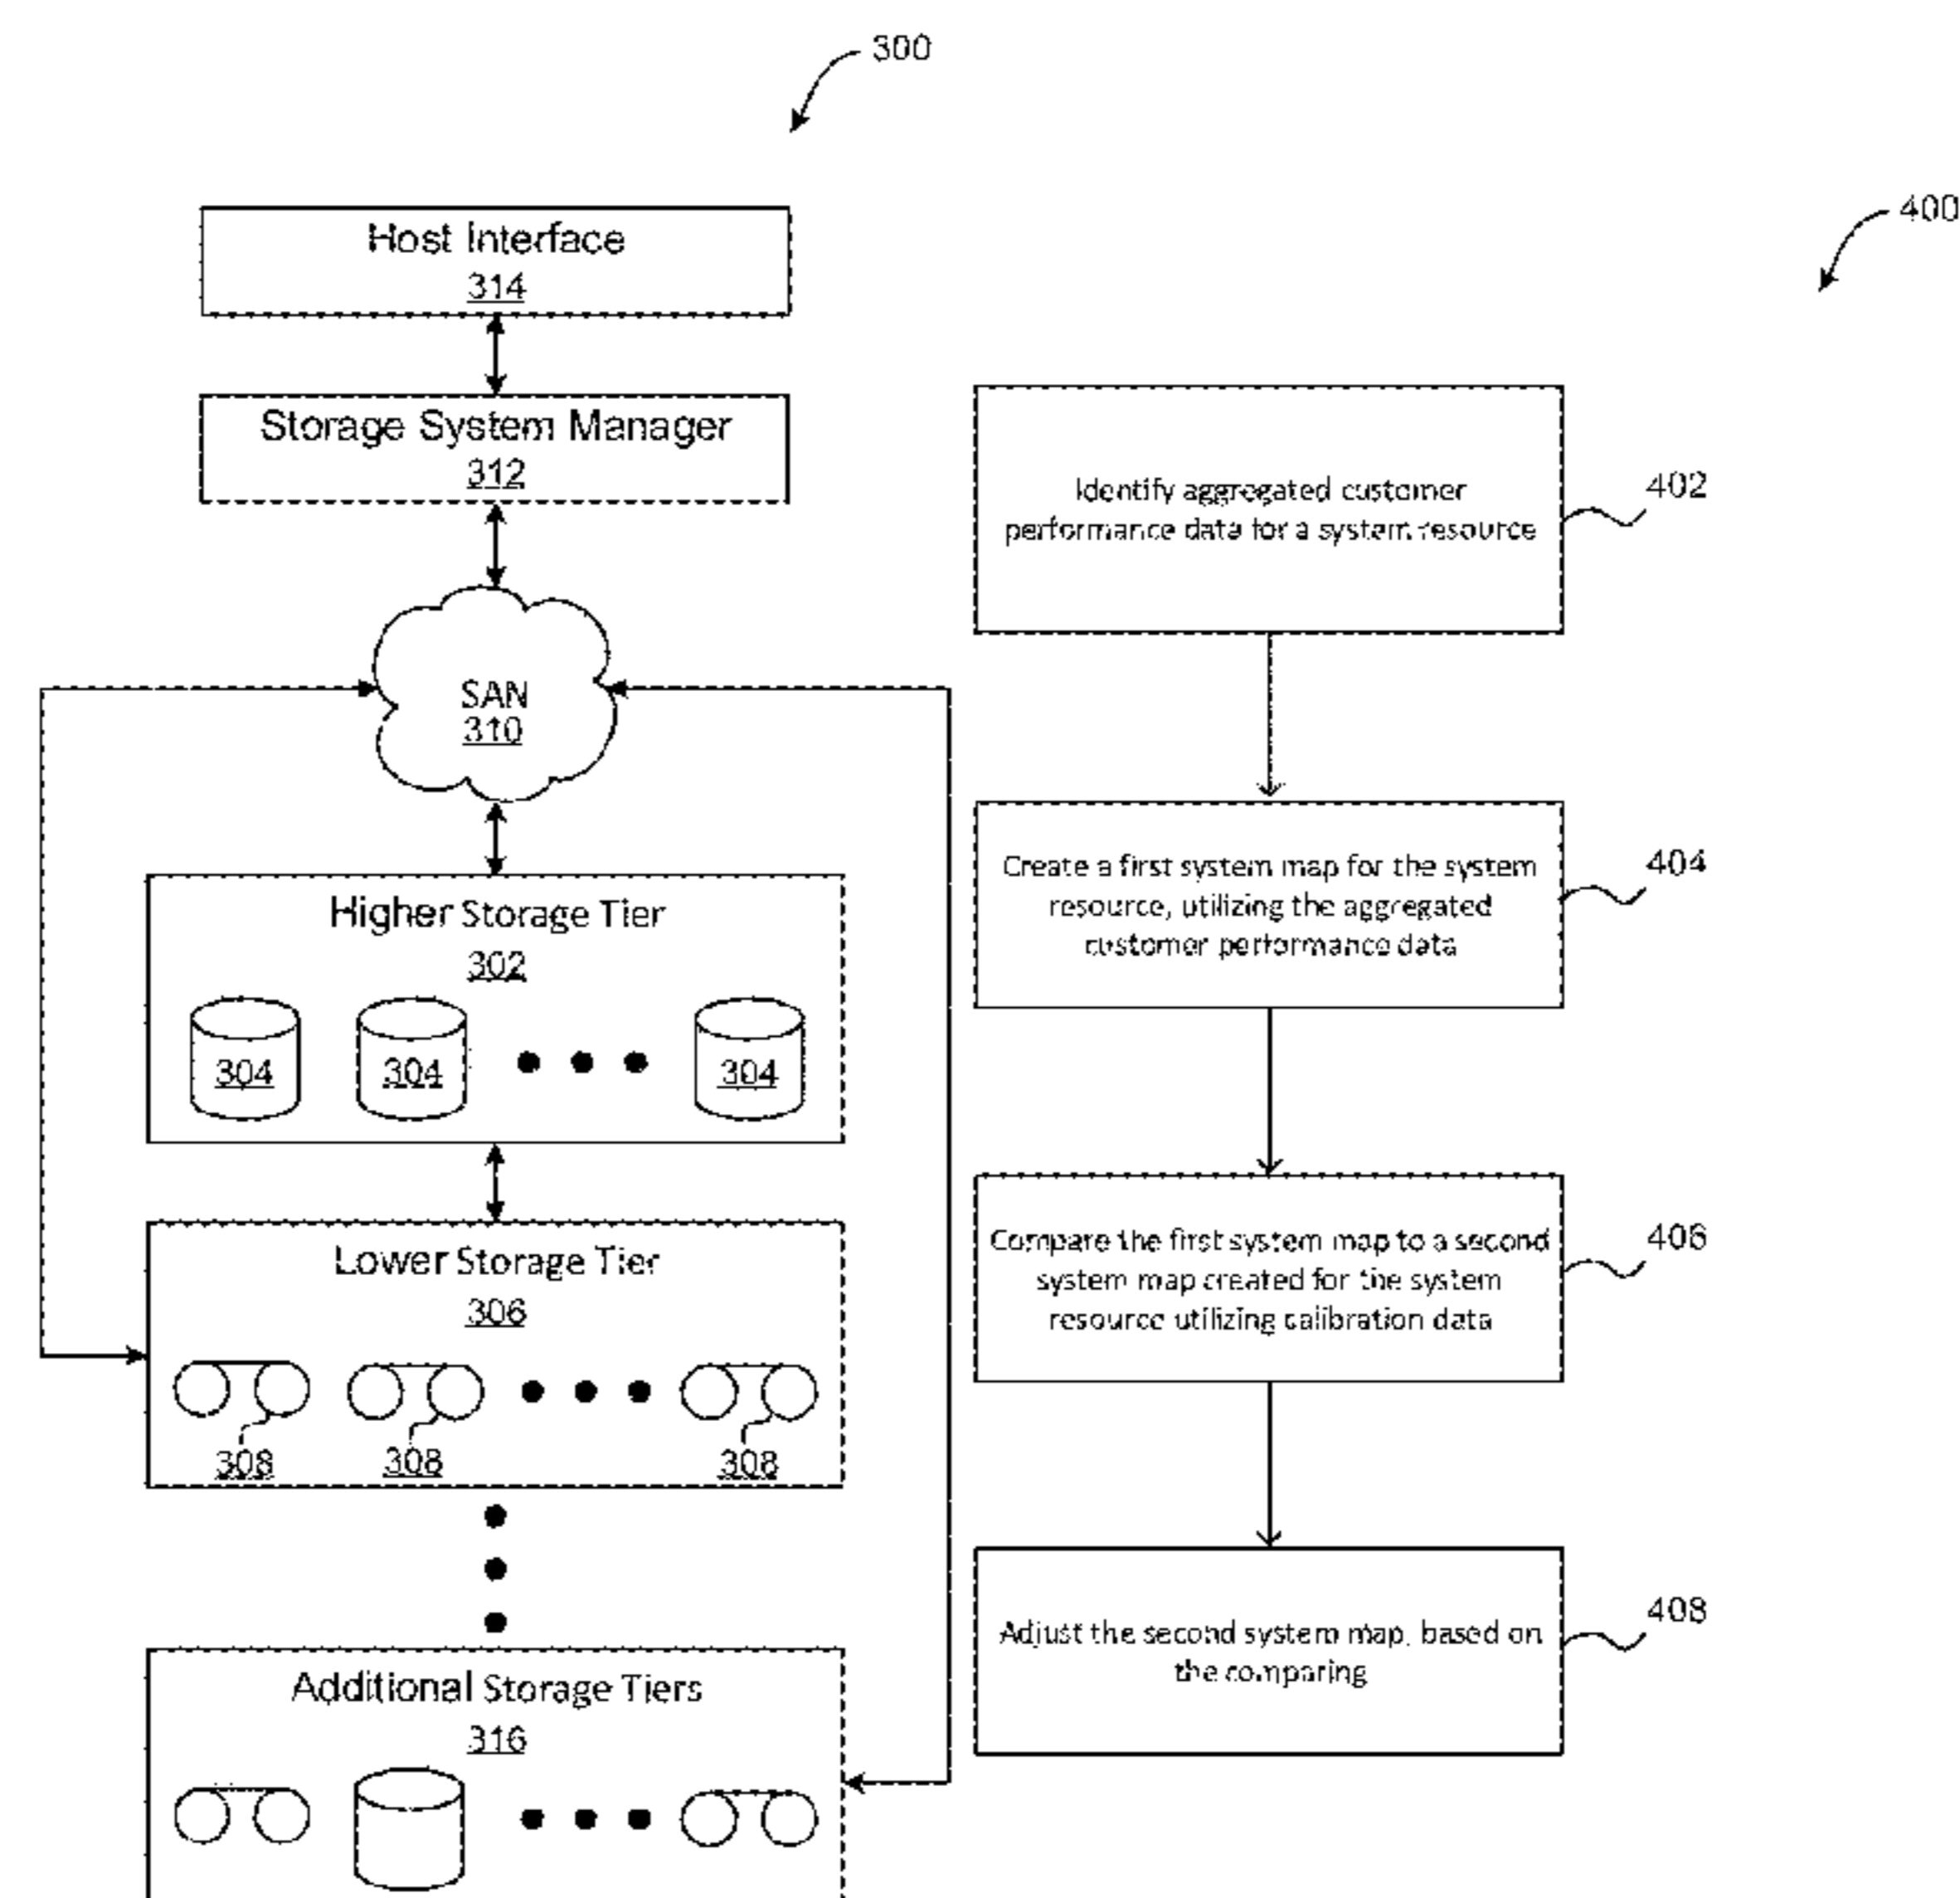 300
Host Interface
314
Storage System Manager
312
SAN
310
Higher Storage Tier
302
304
304
304
Lower Storage Tier
306
308
308
308
Additional Storage Tiers
316
400
Identify aggregated customer
performance data for a system resource
402
Create a first system map for the system
resource, utilizing the aggregated
customer performance data
404
Compare the first system map to a second
system map created for the system
resource utilizing calibration data
406
Adjust the second system map, based on
the comparing
408